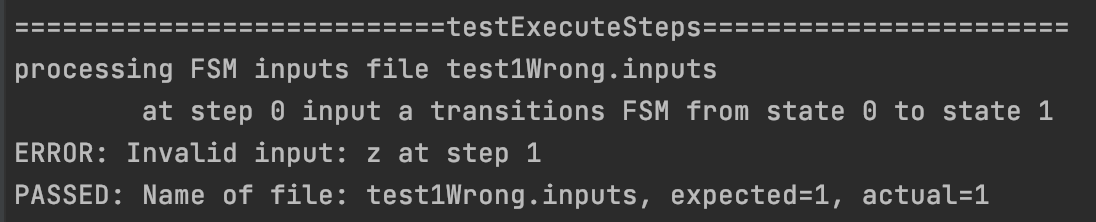 ===========================testExecuteSteps=======================
processing FSM inputs file test1Wrong.inputs
at step 0 input a transitions FSM from state 0 to state 1
ERROR: Invalid input: z at step 1
PASSED: Name of file: test1Wrong.inputs, expected=1, actual=1